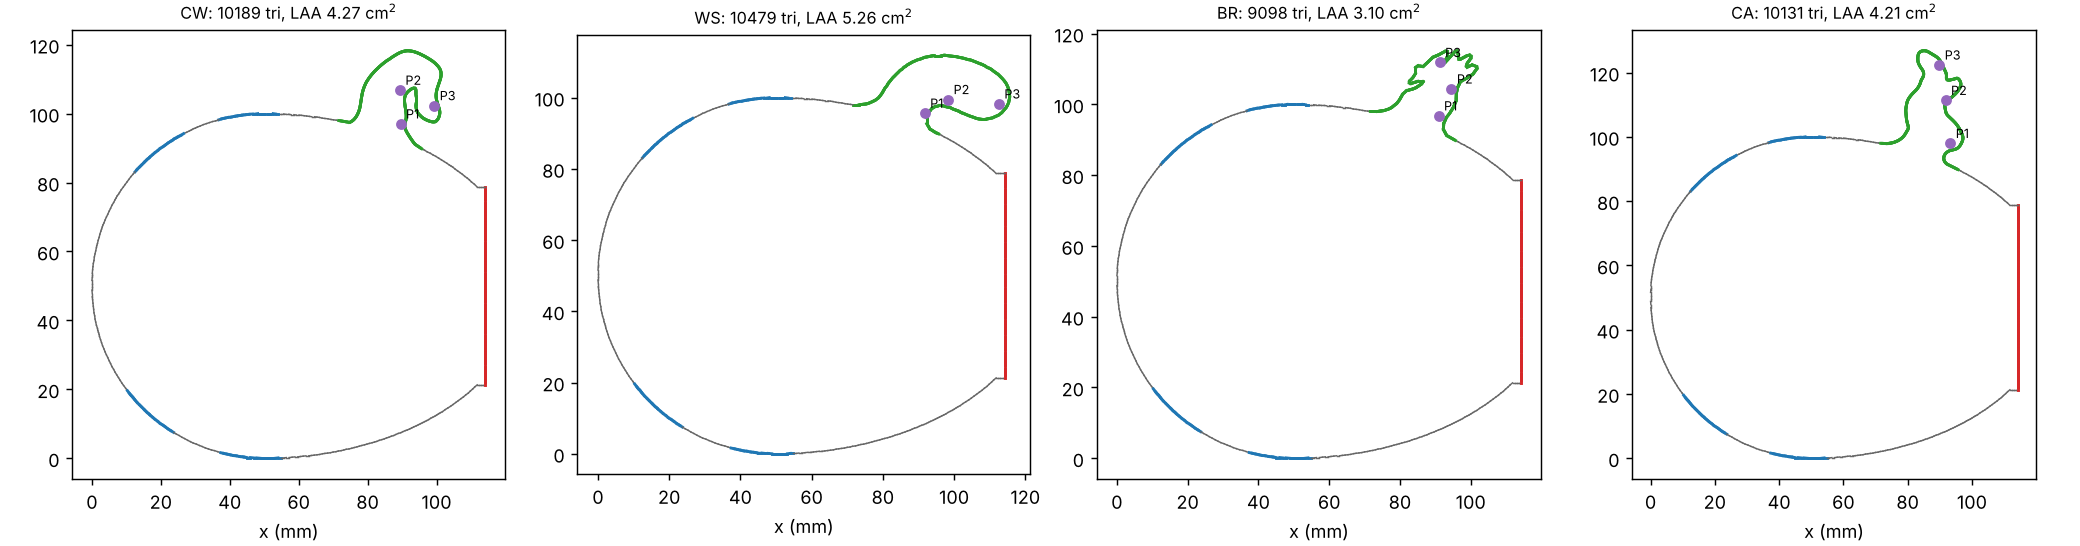 CW: 10189 tri, LAA 4.27 cm²
120
100
80
60
40
20
0
P2
P3
P1
0 20 40 60 80 100
x (mm)
WS: 10479 tri, LAA 5.26 cm²
100
80
60
40
20
0
P1
P2
P3
0 20 40 60 80 100 120
x (mm)
BR: 9098 tri, LAA 3.10 cm²
120
100
80
60
40
20
0
P3
P2
P1
0 20 40 60 80 100
x (mm)
CA: 10131 tri, LAA 4.21 cm²
120
100
80
60
40
20
0
P3
P2
P1
0 20 40 60 80 100
x (mm)